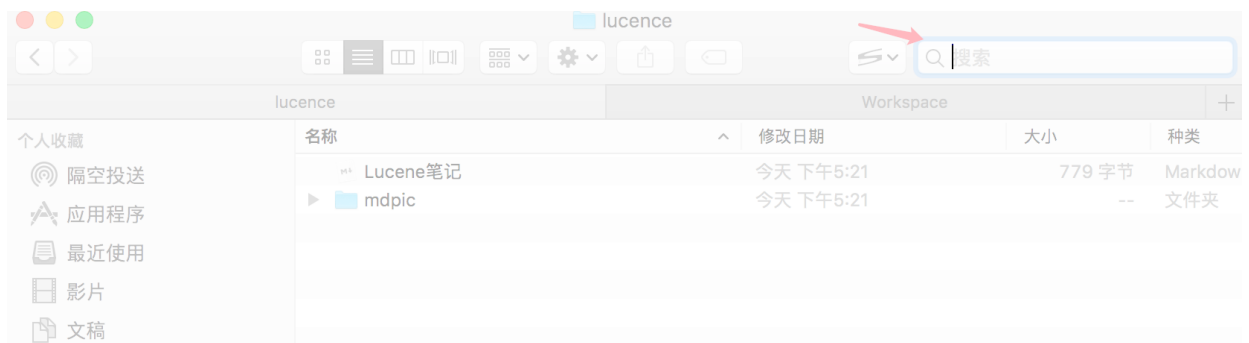 lucence
搜索
lucence Workspace
个人收藏 名称 修改日期 大小 种类
隔空投送 Lucene笔记 今天 下午5:21 779 字节 Markdow
应用程序 mdpic 今天 下午5:21 -- 文件夹
最近使用
影片
文稿